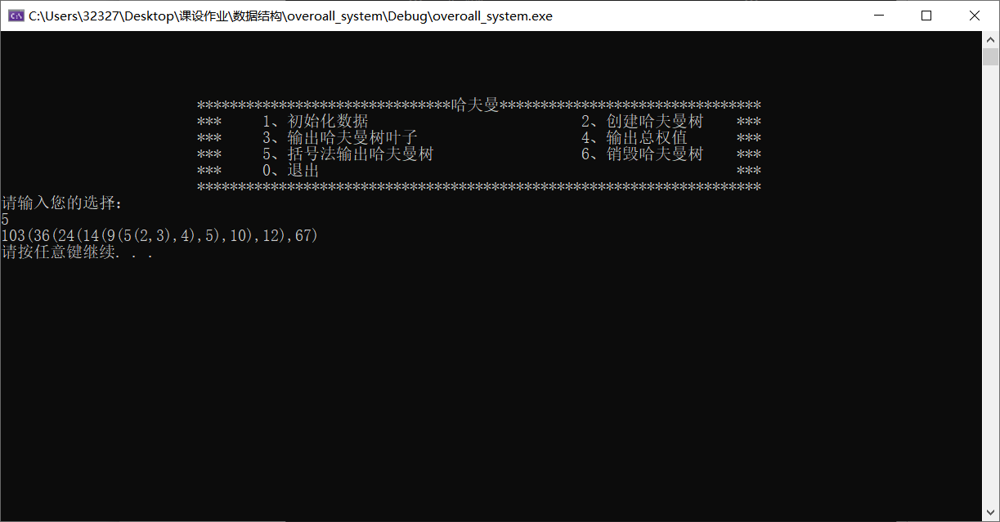 C:\Users\32327\Desktop\课设作业\数据结构\overoall_system\Debug\overoall_system.exe
*******************************哈夫曼********************************
*** 1、初始化数据 2、创建哈夫曼树 ***
*** 3、输出哈夫曼树叶子 4、输出总权值 ***
*** 5、括号法输出哈夫曼树 6、销毁哈夫曼树 ***
*** 0、退出 ***
*********************************************************************
请输入您的选择:
5
103(36(24(14(9(5(2,3),4),5),10),12),67)
请按任意键继续. . .